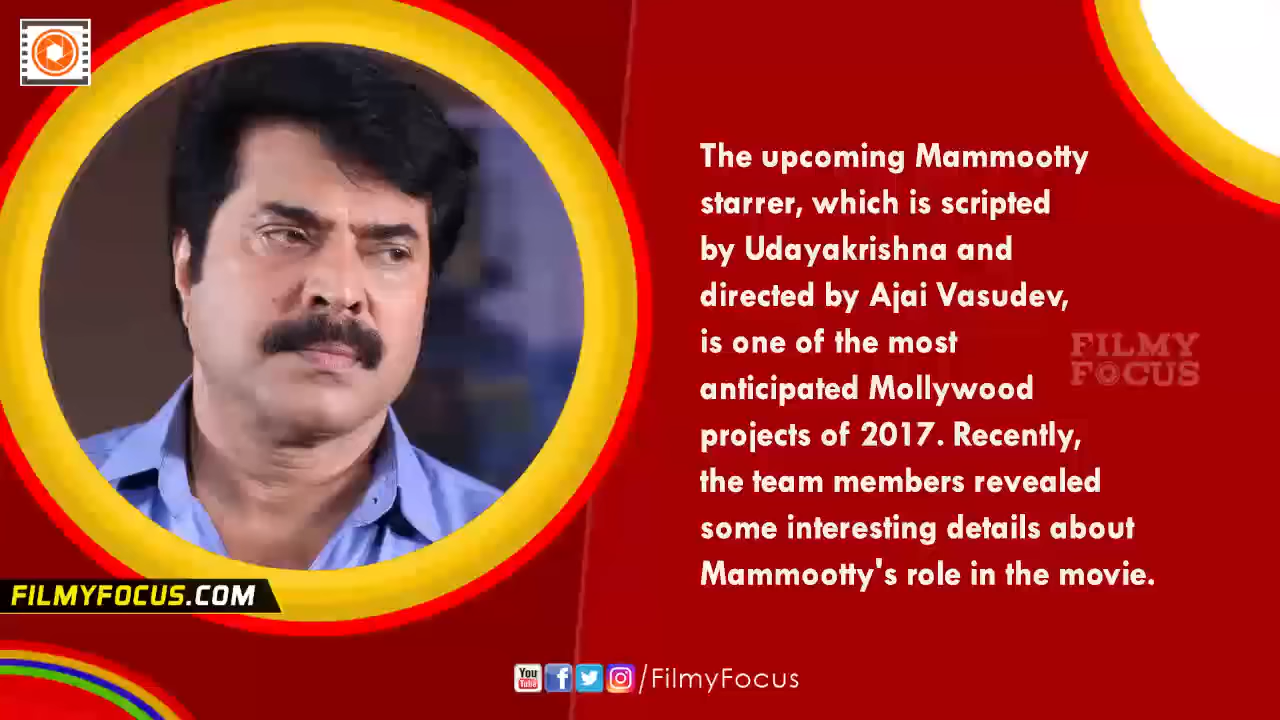 The upcoming Mammootty
starrer, which is scripted
by Udayakrishna and
directed by Ajai Vasudev,
is one of the most
anticipated Mollywood
projects of 2017. Recently,
the team members revealed
some interesting details about
Mammootty's role in the movie.
FILMY
FOCUS
FILMYFOCUS.COM
You
Tube
/FilmyFocus